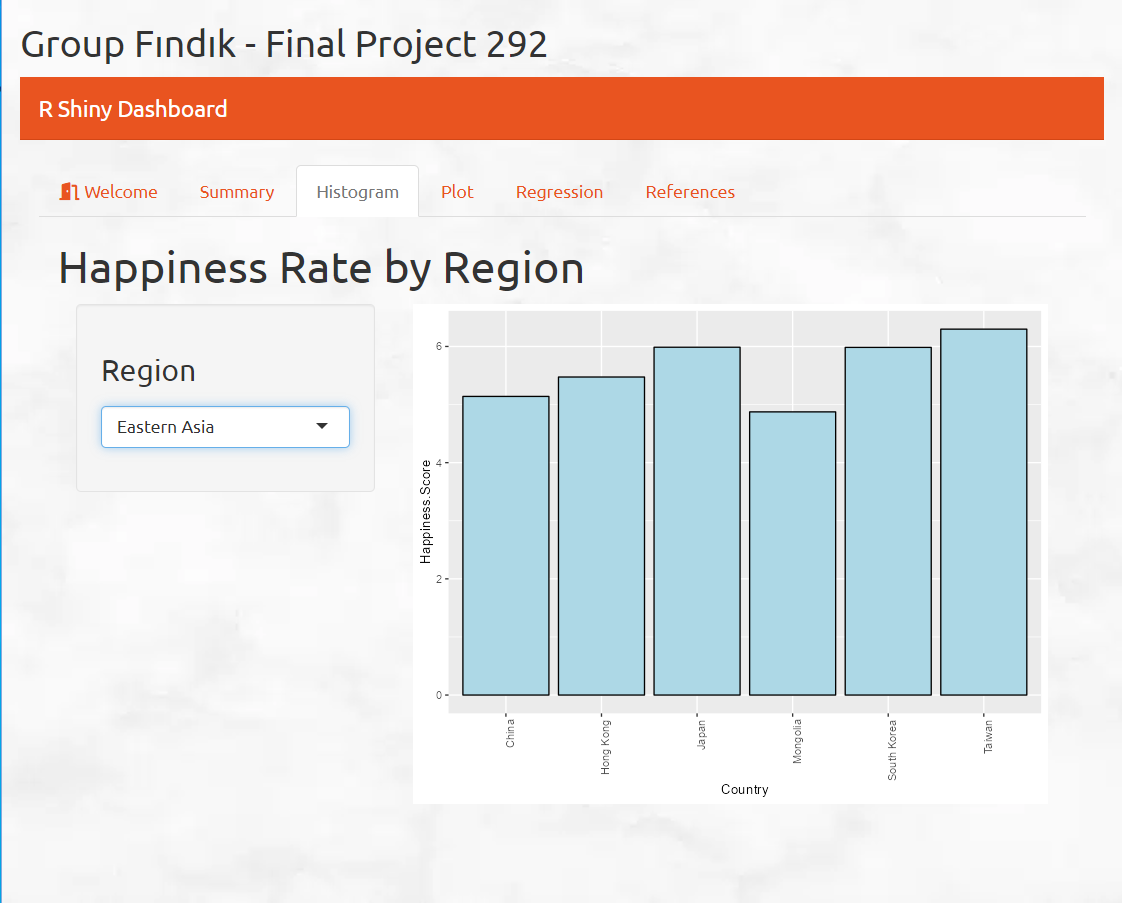 Group Fındık - Final Project 292
R Shiny Dashboard
Welcome Summary Histogram Plot Regression References
Happiness Rate by Region
Region
Eastern Asia
Happiness.Score
6
4
2
0
China Hong Kong Japan Mongolia South Korea Taiwan
Country